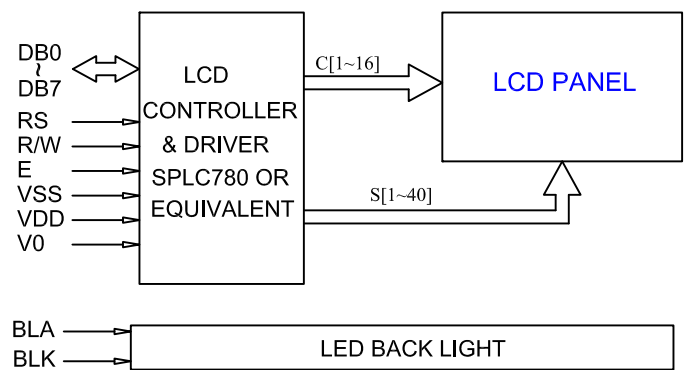 DB0
~
DB7
RS
R/W
E
VSS
VDD
V0
LCD
CONTROLLER
& DRIVER
SPLC780 OR
EQUIVALENT
C[1~16]
LCD PANEL
S[1~40]
BLA
BLK
LED BACK LIGHT